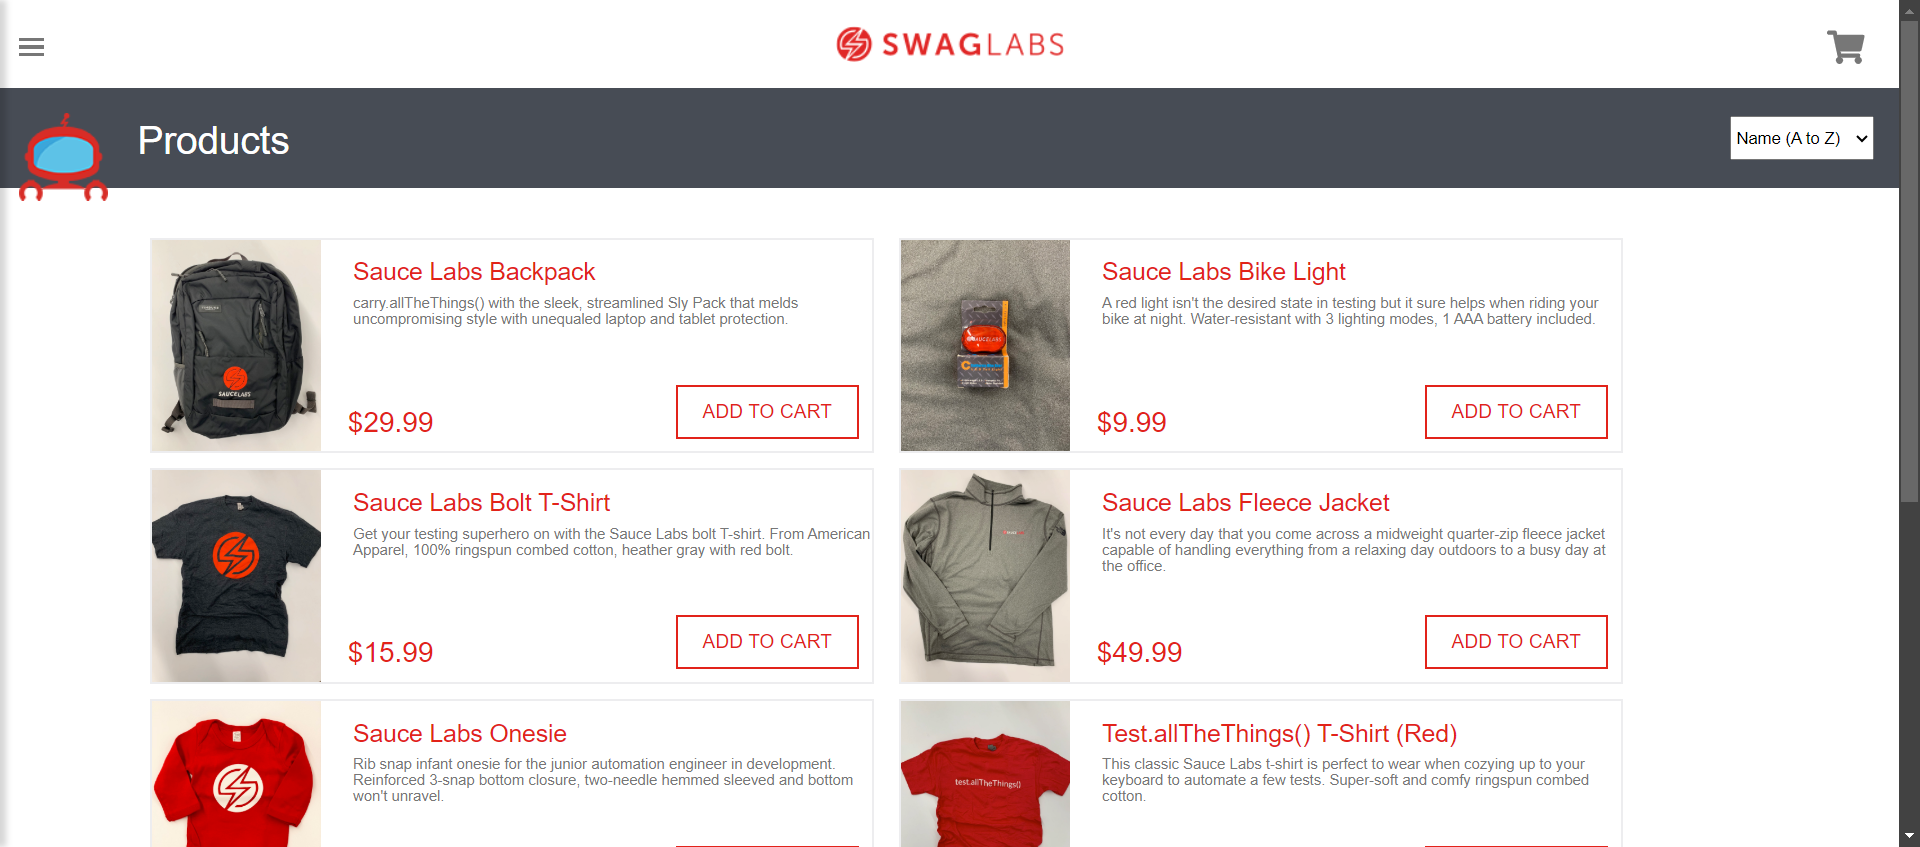 SWAGLABS
Products
Name (A to Z)
Sauce Labs Backpack
carry.allTheThings() with the sleek, streamlined Sly Pack that melds
uncompromising style with unequaled laptop and tablet protection.
SAUCELABS
$29.99
ADD TO CART
Sauce Labs Bike Light
A red light isn't the desired state in testing but it sure helps when riding your
bike at night. Water-resistant with 3 lighting modes, 1 AAA battery included.
SAUCELABS
$9.99
ADD TO CART
Sauce Labs Bolt T-Shirt
Get your testing superhero on with the Sauce Labs bolt T-shirt. From American
Apparel, 100% ringspun combed cotton, heather gray with red bolt.
$15.99
ADD TO CART
Sauce Labs Fleece Jacket
It's not every day that you come across a midweight quarter-zip fleece jacket
capable of handling everything from a relaxing day outdoors to a busy day at
the office.
$49.99
ADD TO CART
Sauce Labs Onesie
Rib snap infant onesie for the junior automation engineer in development.
Reinforced 3-snap bottom closure, two-needle hemmed sleeved and bottom
won't unravel.
Test.allTheThings() T-Shirt (Red)
This classic Sauce Labs t-shirt is perfect to wear when cozying up to your
keyboard to automate a few tests. Super-soft and comfy ringspun combed
cotton.
test.allTheThings()